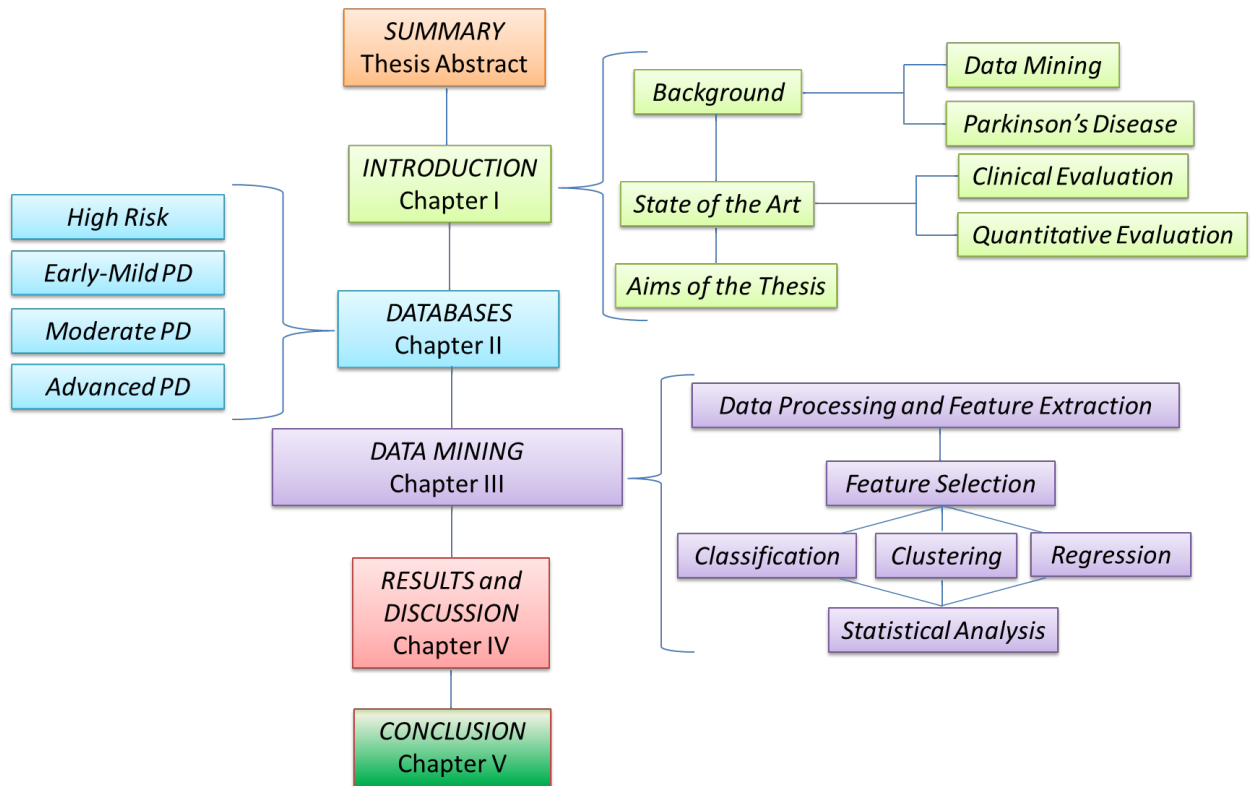 SUMMARY
Thesis Abstract
INTRODUCTION
Chapter I
Background
Data Mining
Parkinson's Disease
State of the Art
Clinical Evaluation
Quantitative Evaluation
Aims of the Thesis
DATABASES
Chapter II
High Risk
Early-Mild PD
Moderate PD
Advanced PD
DATA MINING
Chapter III
Data Processing and Feature Extraction
Feature Selection
Classification
Clustering
Regression
Statistical Analysis
RESULTS and
DISCUSSION
Chapter IV
CONCLUSION
Chapter V